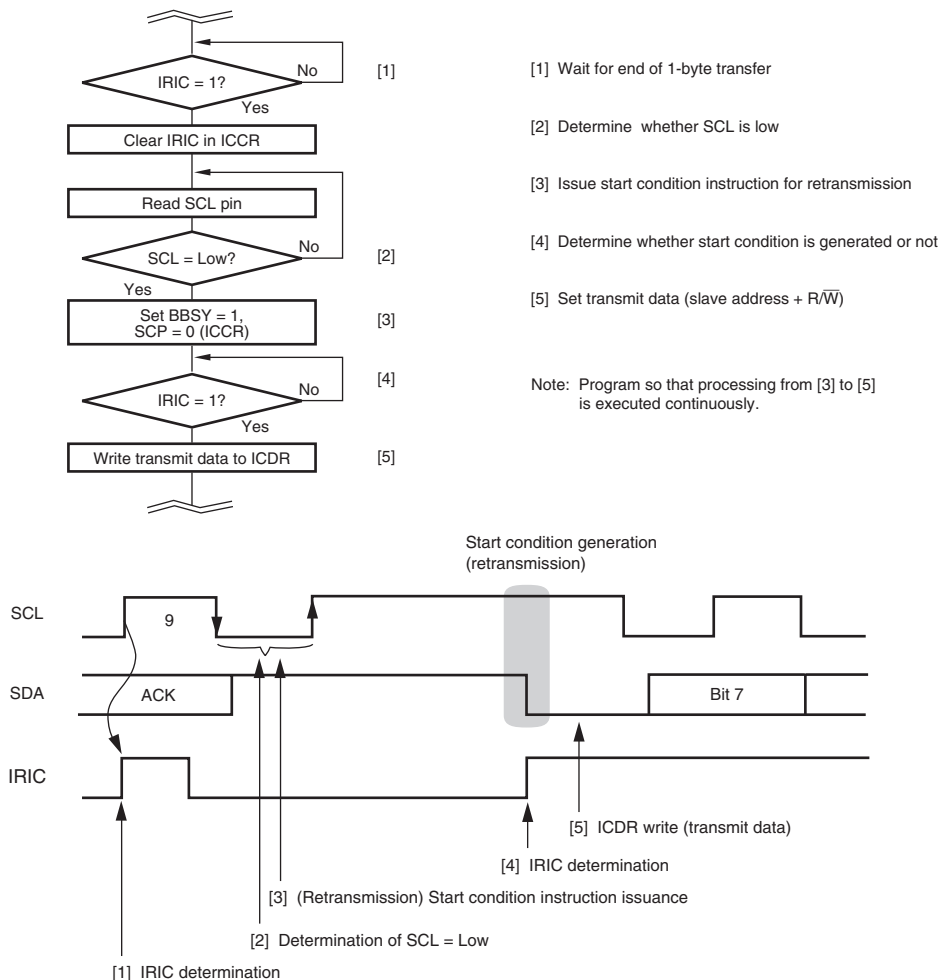 IRIC = 1?
No
[1]
Yes
Clear IRIC in ICCR
Read SCL pin
SCL = Low?
No
[2]
Yes
Set BBSY = 1,
SCP = 0 (ICCR)
[3]
IRIC = 1?
No
[4]
Yes
Write transmit data to ICDR
[5]
[1] Wait for end of 1-byte transfer
[2] Determine whether SCL is low
[3] Issue start condition instruction for retransmission
[4] Determine whether start condition is generated or not
[5] Set transmit data (slave address + R/W̅)
Note: Program so that processing from [3] to [5]
is executed continuously.
Start condition generation
(retransmission)
SCL
9
SDA
ACK
Bit 7
IRIC
[5] ICDR write (transmit data)
[4] IRIC determination
[3] (Retransmission) Start condition instruction issuance
[2] Determination of SCL = Low
[1] IRIC determination